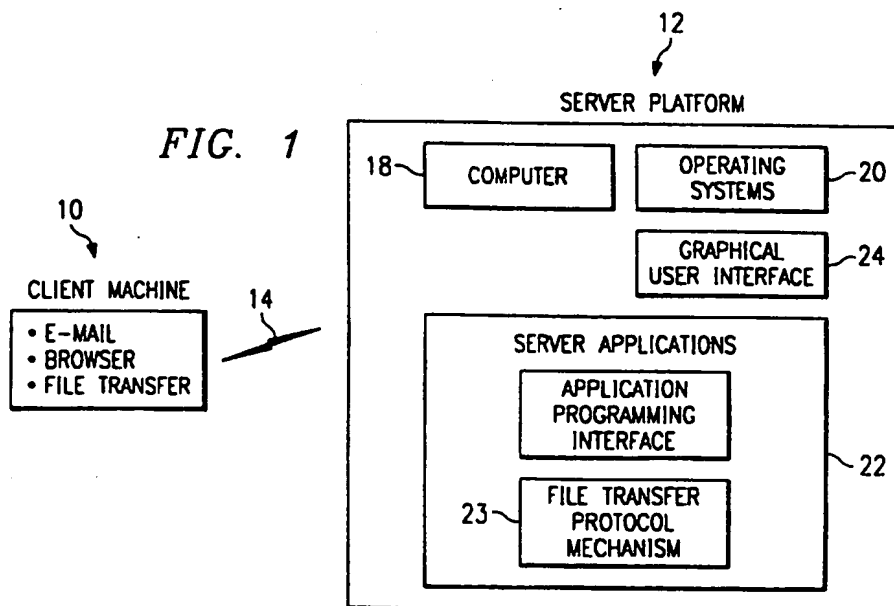 12
SERVER PLATFORM
FIG. 1
18
COMPUTER
OPERATING
SYSTEMS
20
10
GRAPHICAL
USER INTERFACE
24
CLIENT MACHINE
• E-MAIL
• BROWSER
• FILE TRANSFER
14
SERVER APPLICATIONS
APPLICATION
PROGRAMMING
INTERFACE
22
23
FILE TRANSFER
PROTOCOL
MECHANISM